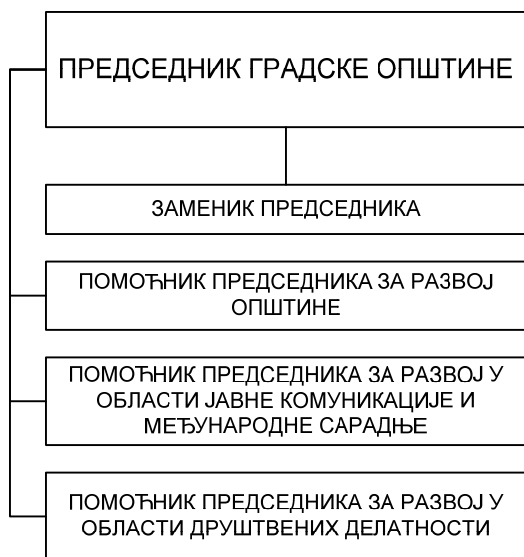 ПРЕДСЕДНИК ГРАДСКЕ ОПШТИНЕ
ЗАМЕНИК ПРЕДСЕДНИКА
ПОМОЋНИК ПРЕДСЕДНИКА ЗА РАЗВОЈ
ОПШТИНЕ
ПОМОЋНИК ПРЕДСЕДНИКА ЗА РАЗВОЈ У
ОБЛАСТИ ЈАВНЕ КОМУНИКАЦИЈЕ И
МЕЂУНАРОДНЕ САРАДЊЕ
ПОМОЋНИК ПРЕДСЕДНИКА ЗА РАЗВОЈ У
ОБЛАСТИ ДРУШТВЕНИХ ДЕЛАТНОСТИ